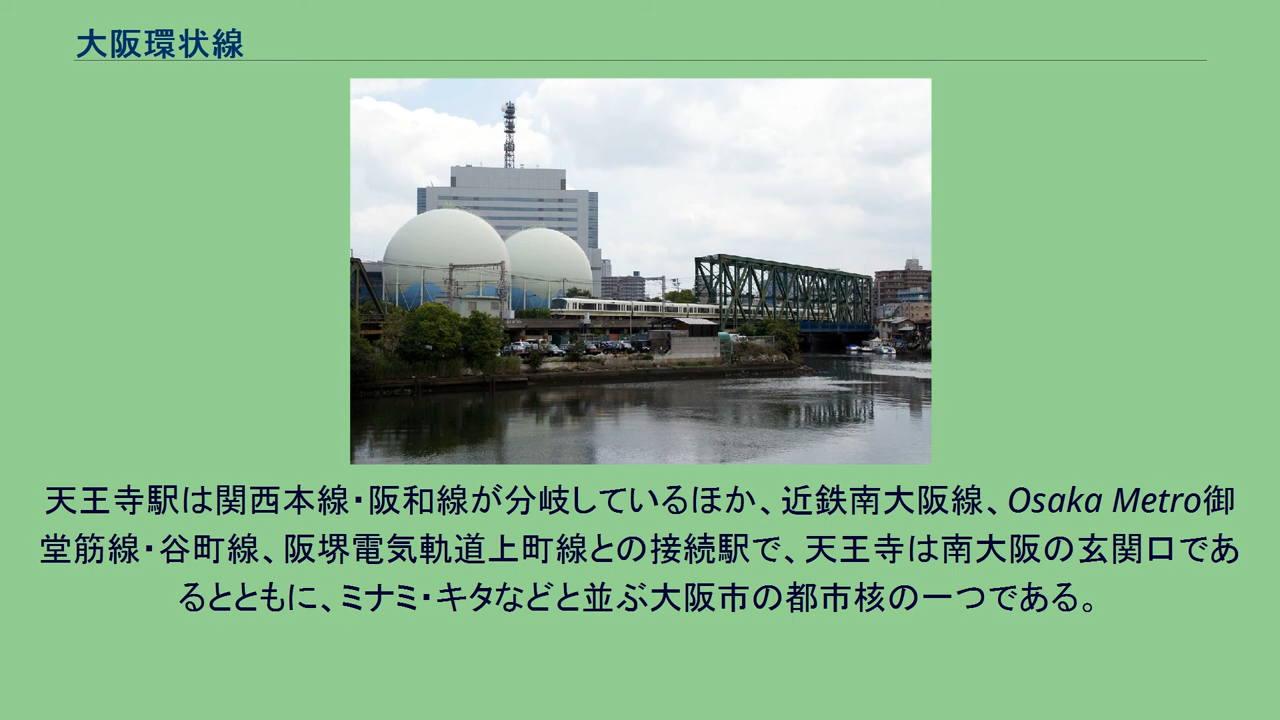 大阪環状線
天王寺駅は関西本線・阪和線が分岐しているほか、近鉄南大阪線、Osaka Metro御
堂筋線・谷町線、阪堺電気軌道上町線との接続駅で、天王寺は南大阪の玄関口であ
るとともに、ミナミ・キタなどと並ぶ大阪市の都市核の一つである。